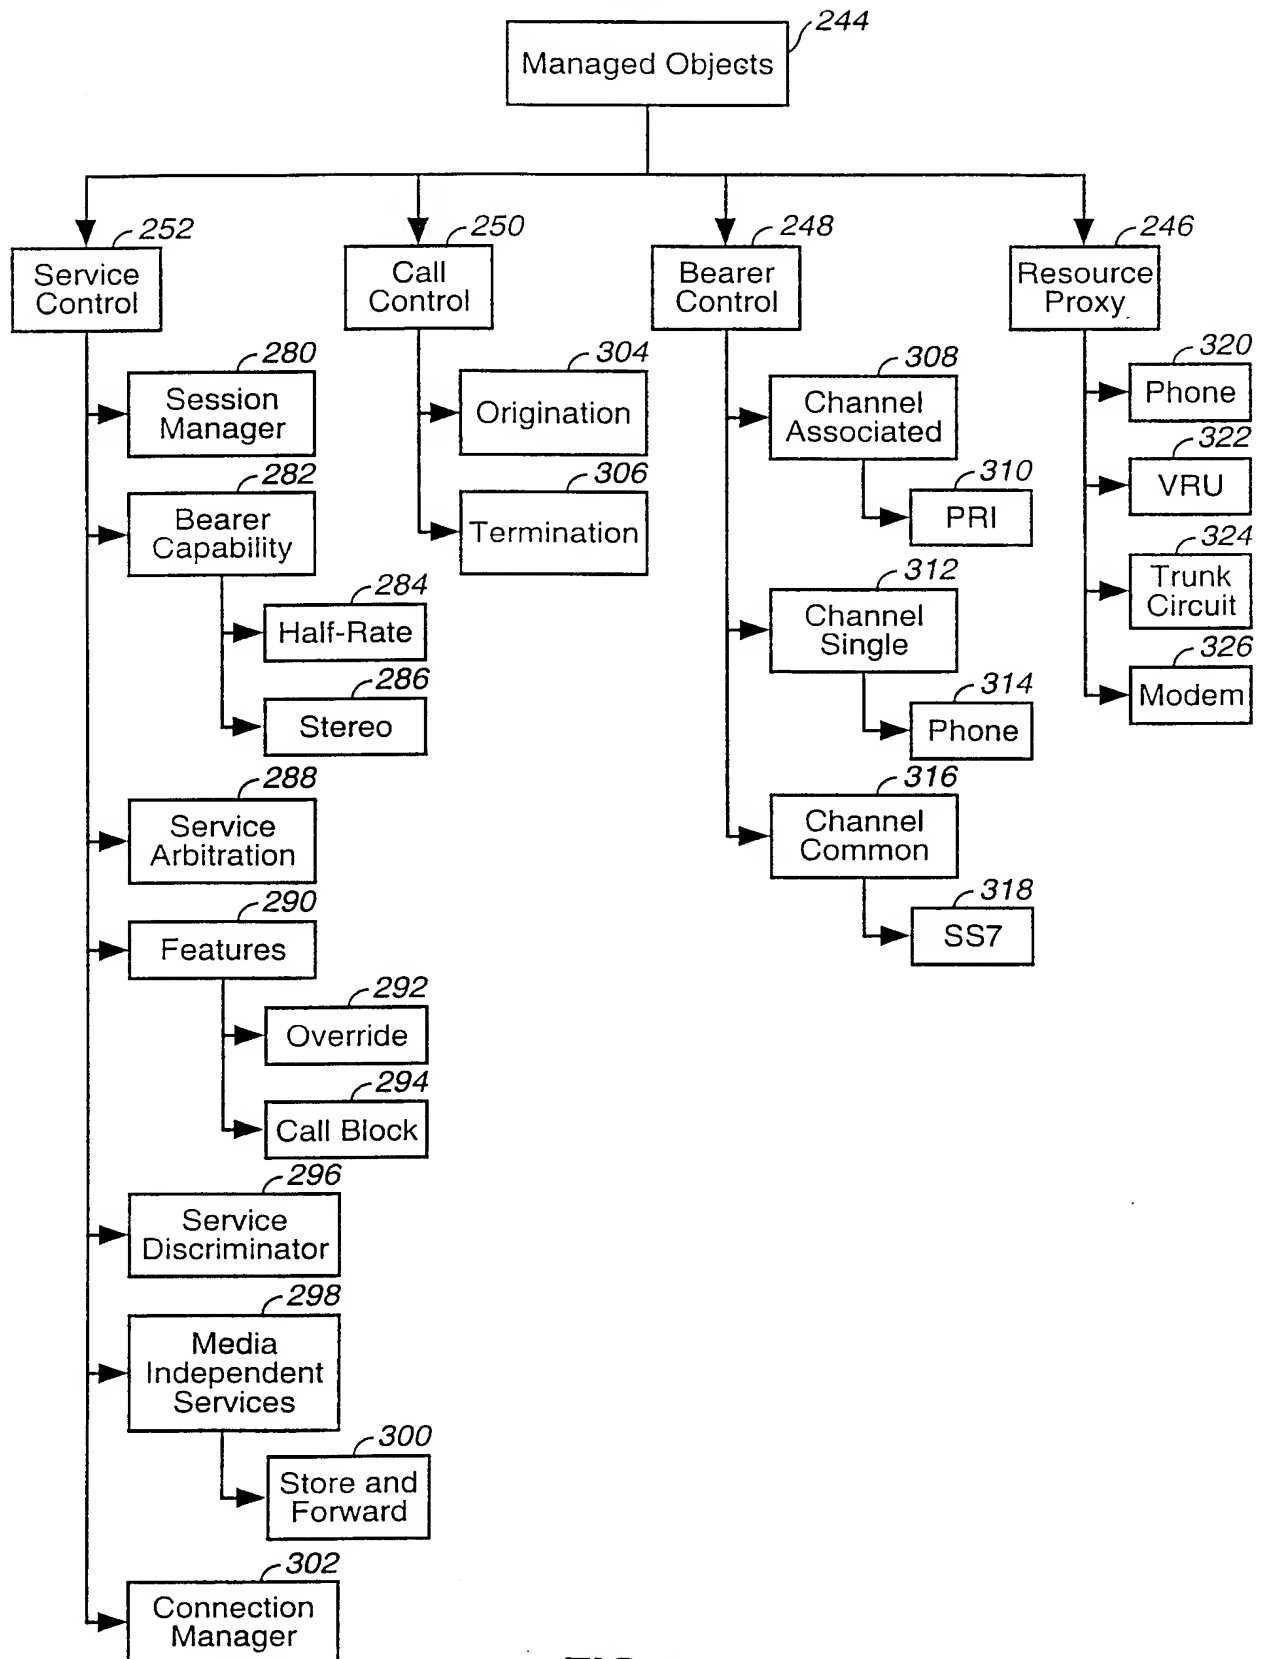 244
Managed Objects
252
Service
Control
250
Call
Control
248
Bearer
Control
246
Resource
Proxy
280
Session
Manager
282
Bearer
Capability
284
Half-Rate
286
Stereo
288
Service
Arbitration
290
Features
292
Override
294
Call Block
296
Service
Discriminator
298
Media
Independent
Services
300
Store and
Forward
302
Connection
Manager
304
Origination
306
Termination
308
Channel
Associated
310
PRI
312
Channel
Single
314
Phone
316
Channel
Common
318
SS7
320
Phone
322
VRU
324
Trunk
Circuit
326
Modem